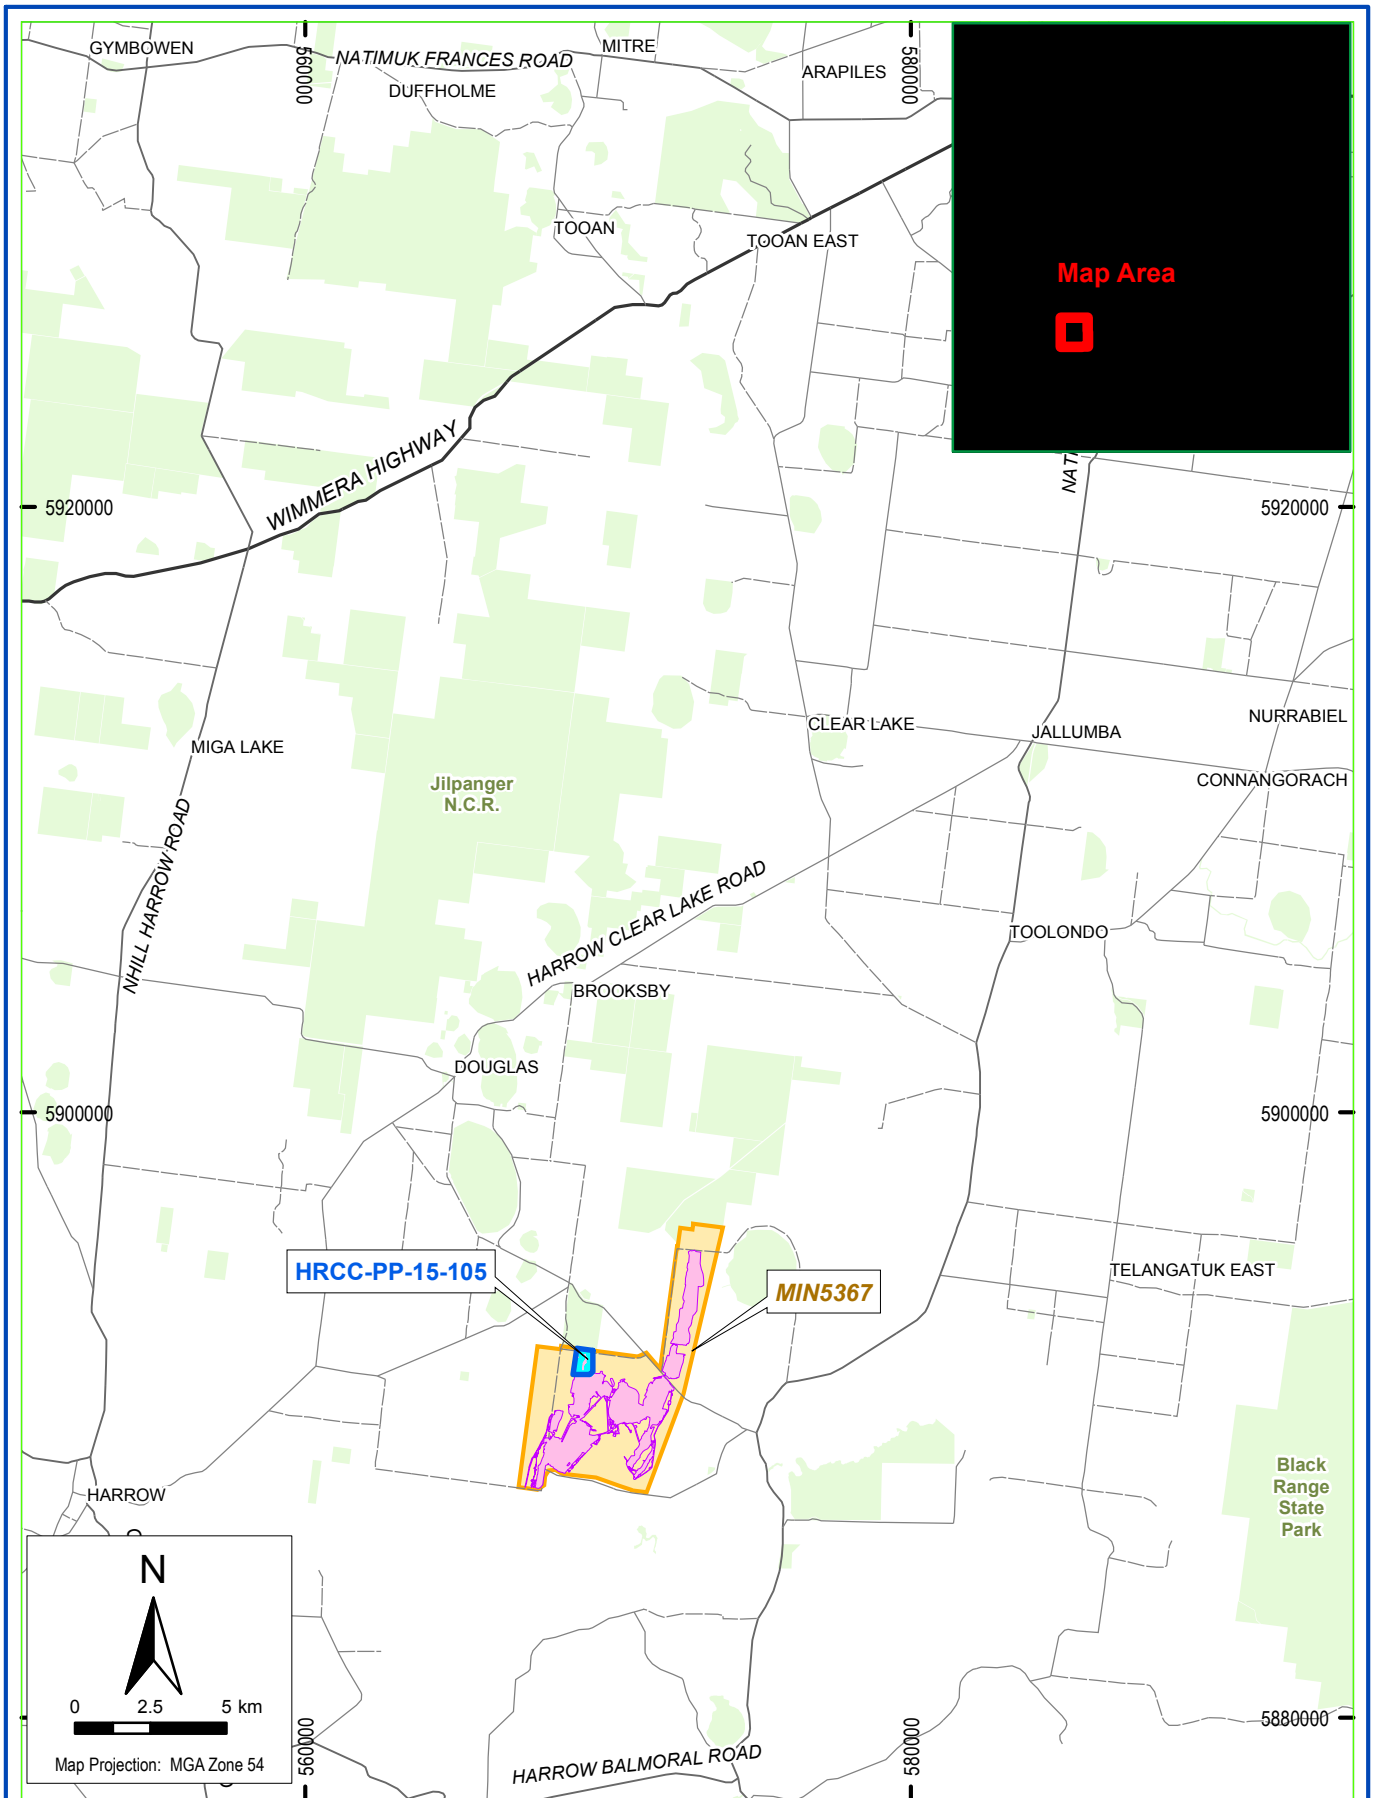 GYMBOWEN
560000
NATIMUK FRANCES ROAD
MITRE
580000
ARAPILES
DUFFHOLME
TOOAN
TOOAN EAST
Map Area
WIMMERA HIGHWAY
5920000
5920000
NURRABIEL
CLEAR LAKE
JALLUMBA
MIGA LAKE
CONNANGORACH
Jilpanger
N.C.R.
NHILL HARROW ROAD
HARROW CLEAR LAKE ROAD
TOOLONDO
BROOKSBY
DOUGLAS
5900000
5900000
HRCC-PP-15-105
MIN5367
TELANGATUK EAST
HARROW
Black
Range
State
Park
N
0 2.5 5 km
Map Projection: MGA Zone 54
560000
HARROW BALMORAL ROAD
580000
5880000